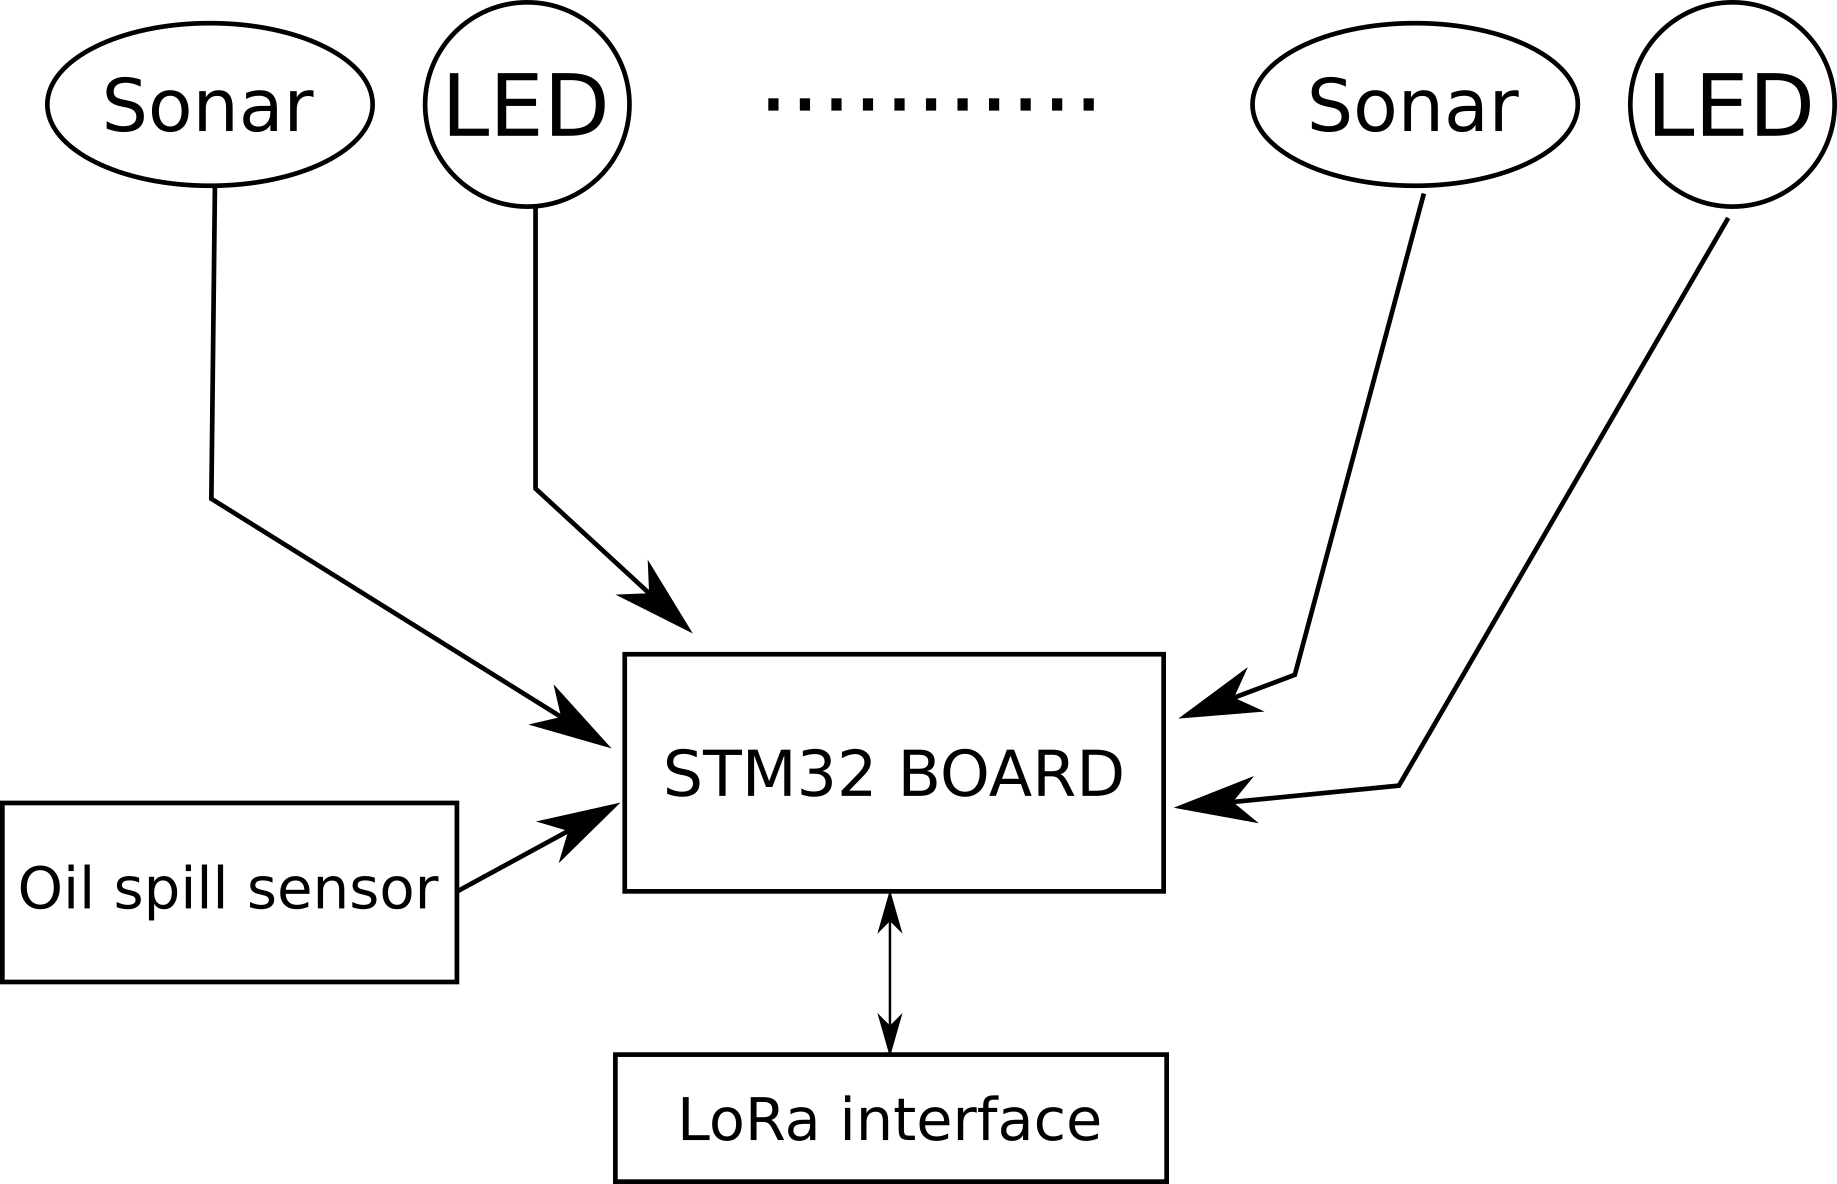 Sonar
LED
Sonar
LED
STM32 BOARD
Oil spill sensor
LoRa interface